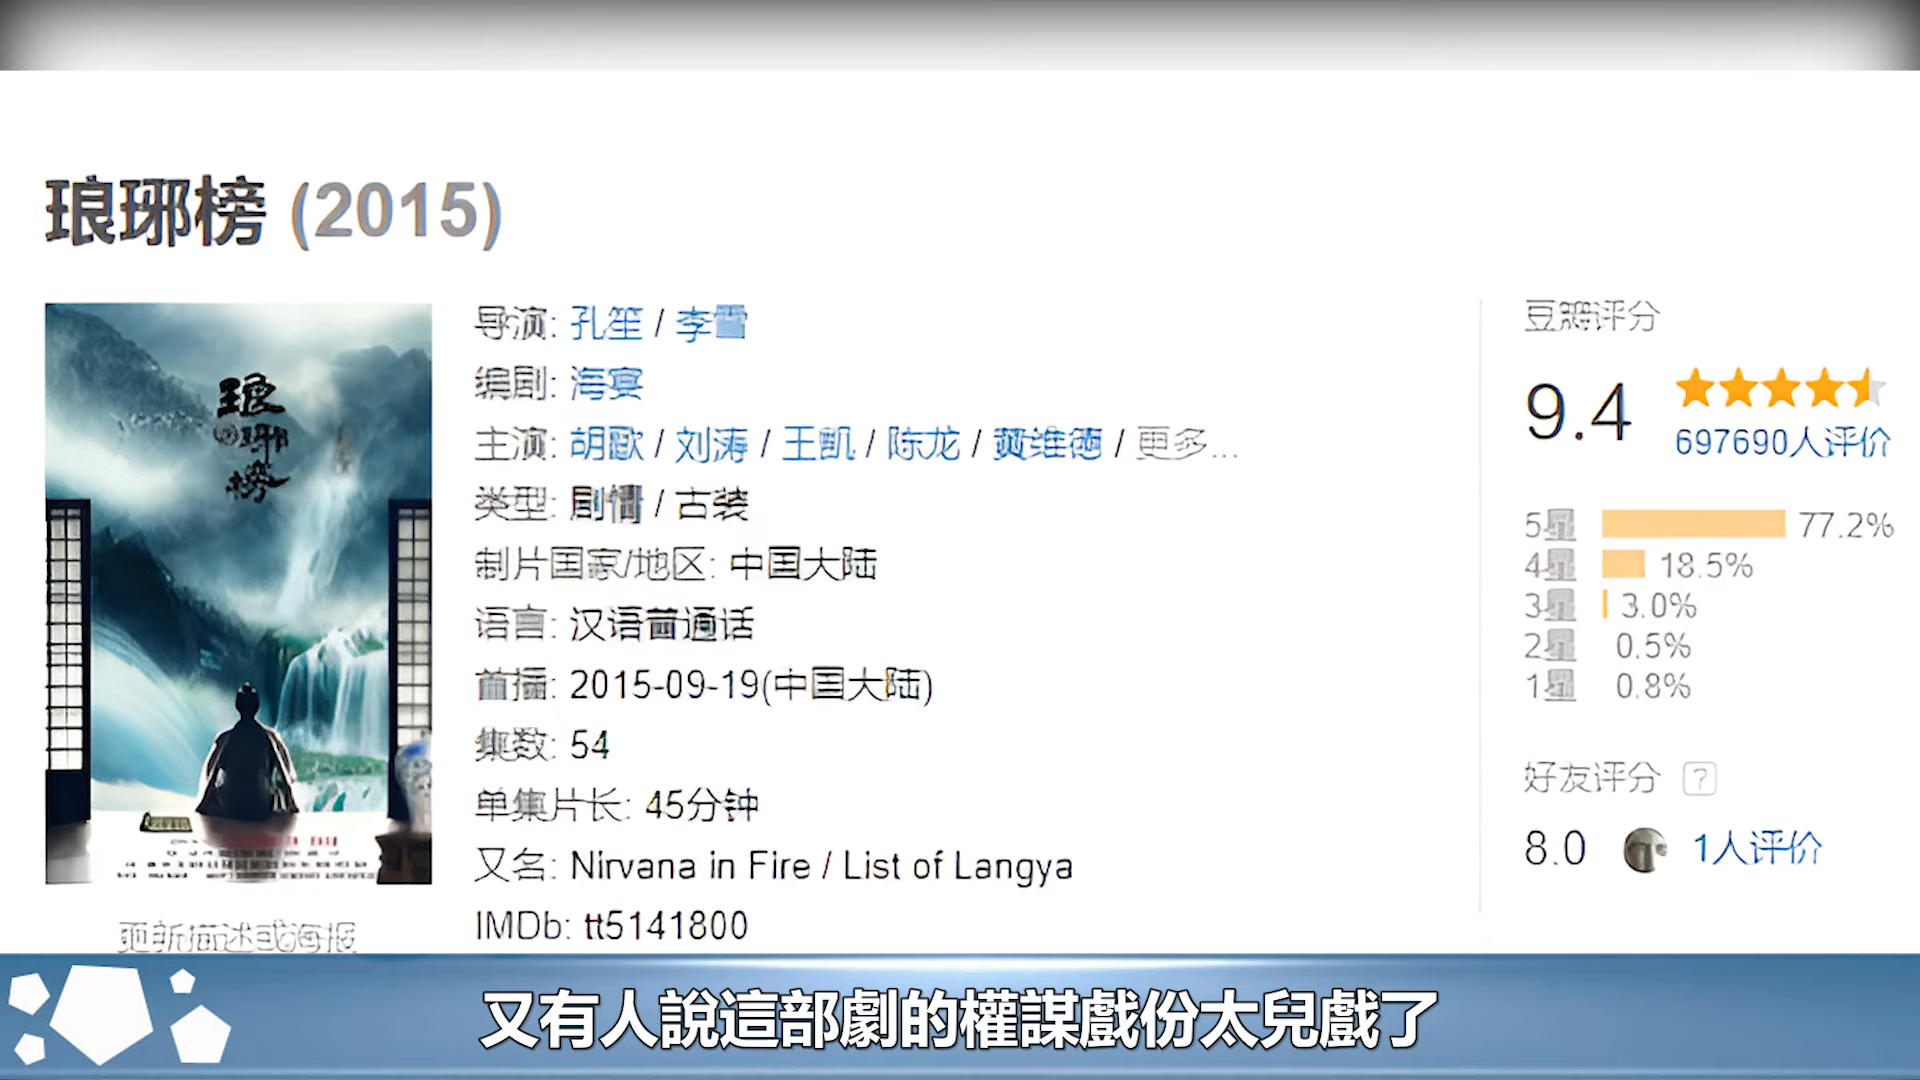 琅琊榜 (2015)
琅琊榜
导演: 孔笙 / 李雪
编剧: 海宴
主演: 胡歌 / 刘涛 / 王凯 / 陈龙 / 黄维德 / 更多...
类型: 剧情 / 古装
制片国家/地区: 中国大陆
语言: 汉语普通话
首播: 2015-09-19(中国大陆)
集数: 54
单集片长: 45分钟
又名: Nirvana in Fire / List of Langya
IMDb: tt5141800
更新描述或海报
豆瓣评分
9.4
697690人评价
5星 77.2%
4星 18.5%
3星 3.0%
2星 0.5%
1星 0.8%
好友评分 ?
8.0 1人评价
又有人說這部劇的權謀戲份太兒戲了